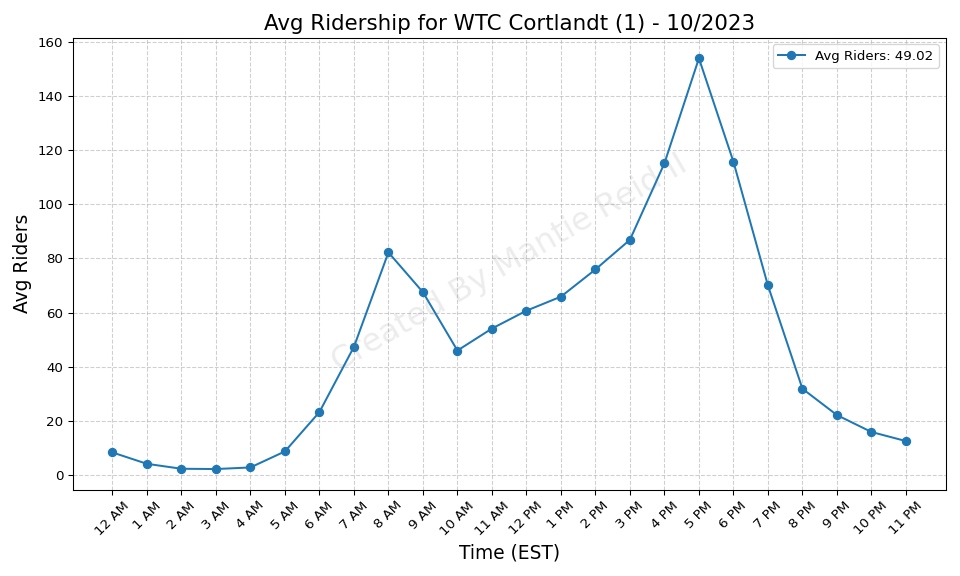 Avg Ridership for WTC Cortlandt (1) - 10/2023
Avg Riders: 49.02
160
140
120
100
80
60
40
20
0
Avg Riders
Created By Mantle Reid II
12 AM
1 AM
2 AM
3 AM
4 AM
5 AM
6 AM
7 AM
8 AM
9 AM
10 AM
11 AM
12 PM
1 PM
2 PM
3 PM
4 PM
5 PM
6 PM
7 PM
8 PM
9 PM
10 PM
11 PM
Time (EST)